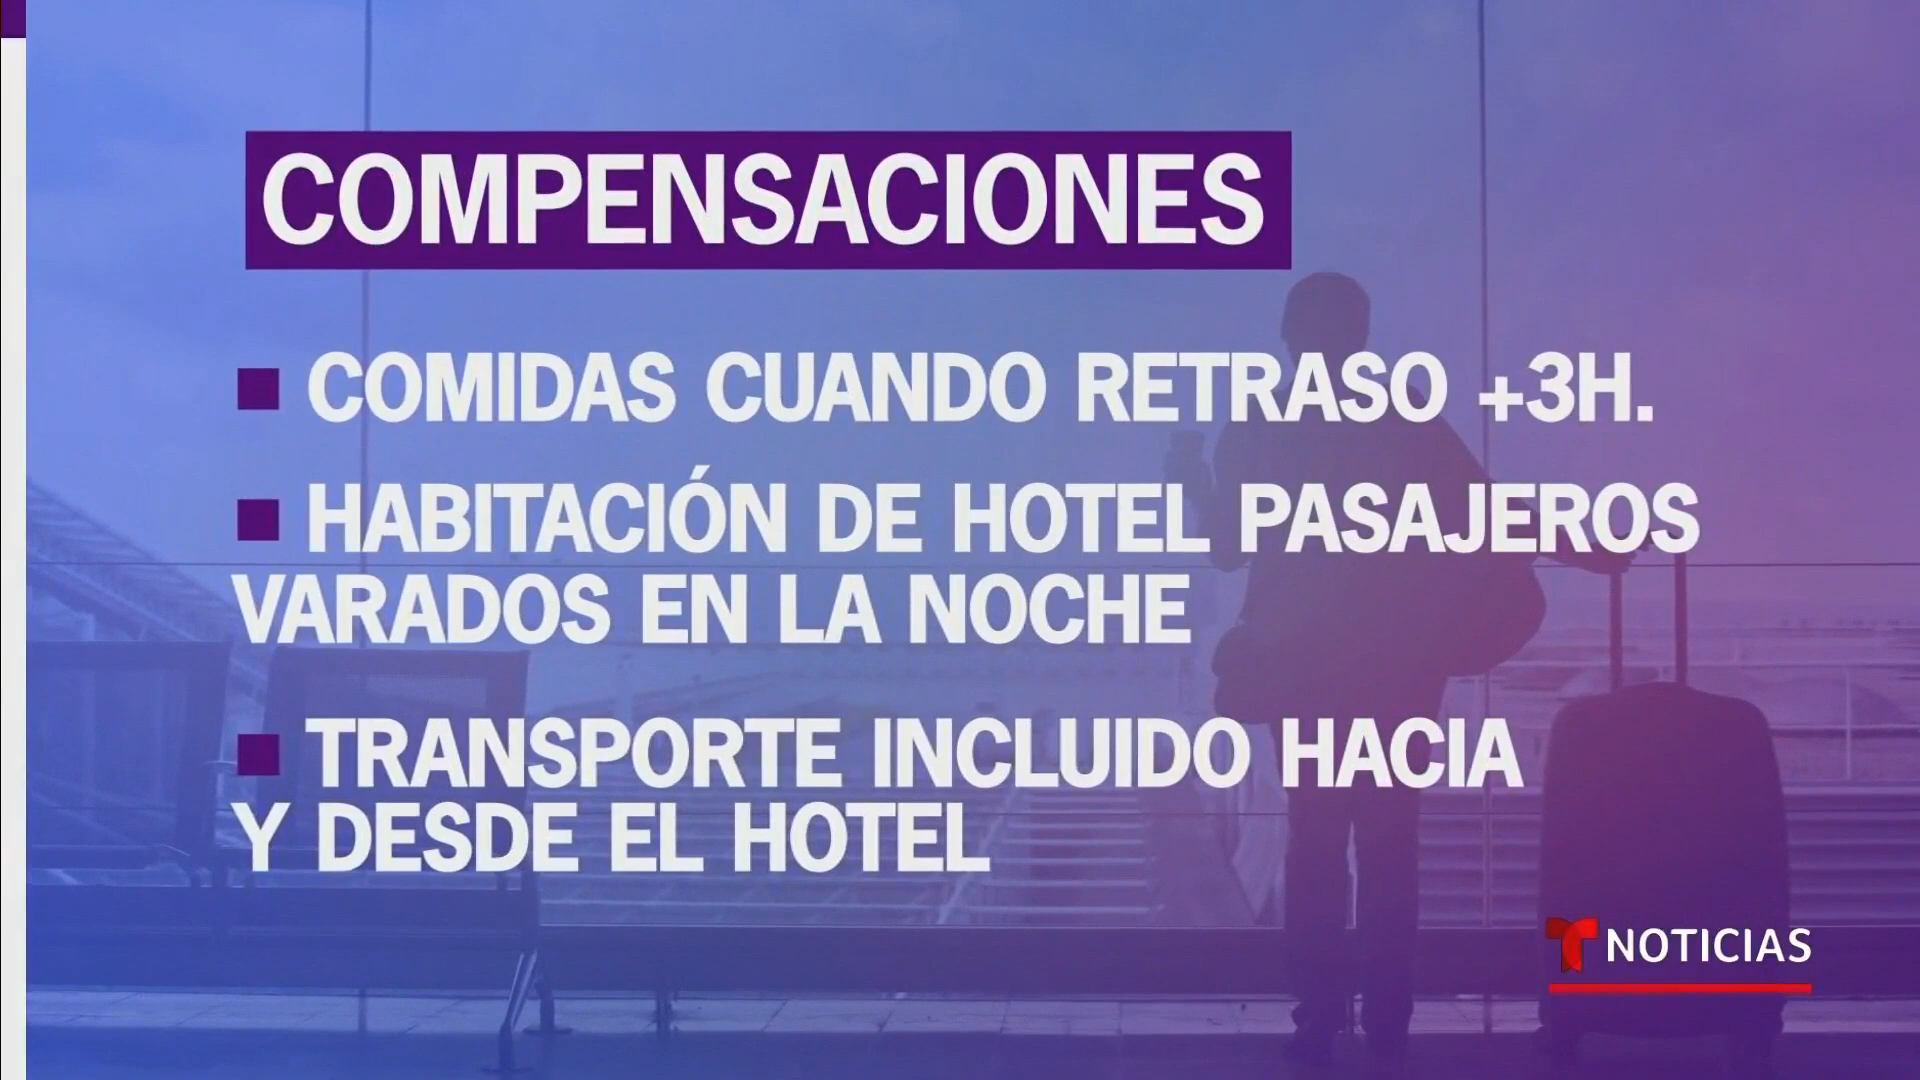 COMPENSACIONES
■ COMIDAS CUANDO RETRASO +3H.
■ HABITACIÓN DE HOTEL PASAJEROS
VARADOS EN LA NOCHE
■ TRANSPORTE INCLUIDO HACIA
Y DESDE EL HOTEL
NOTICIAS